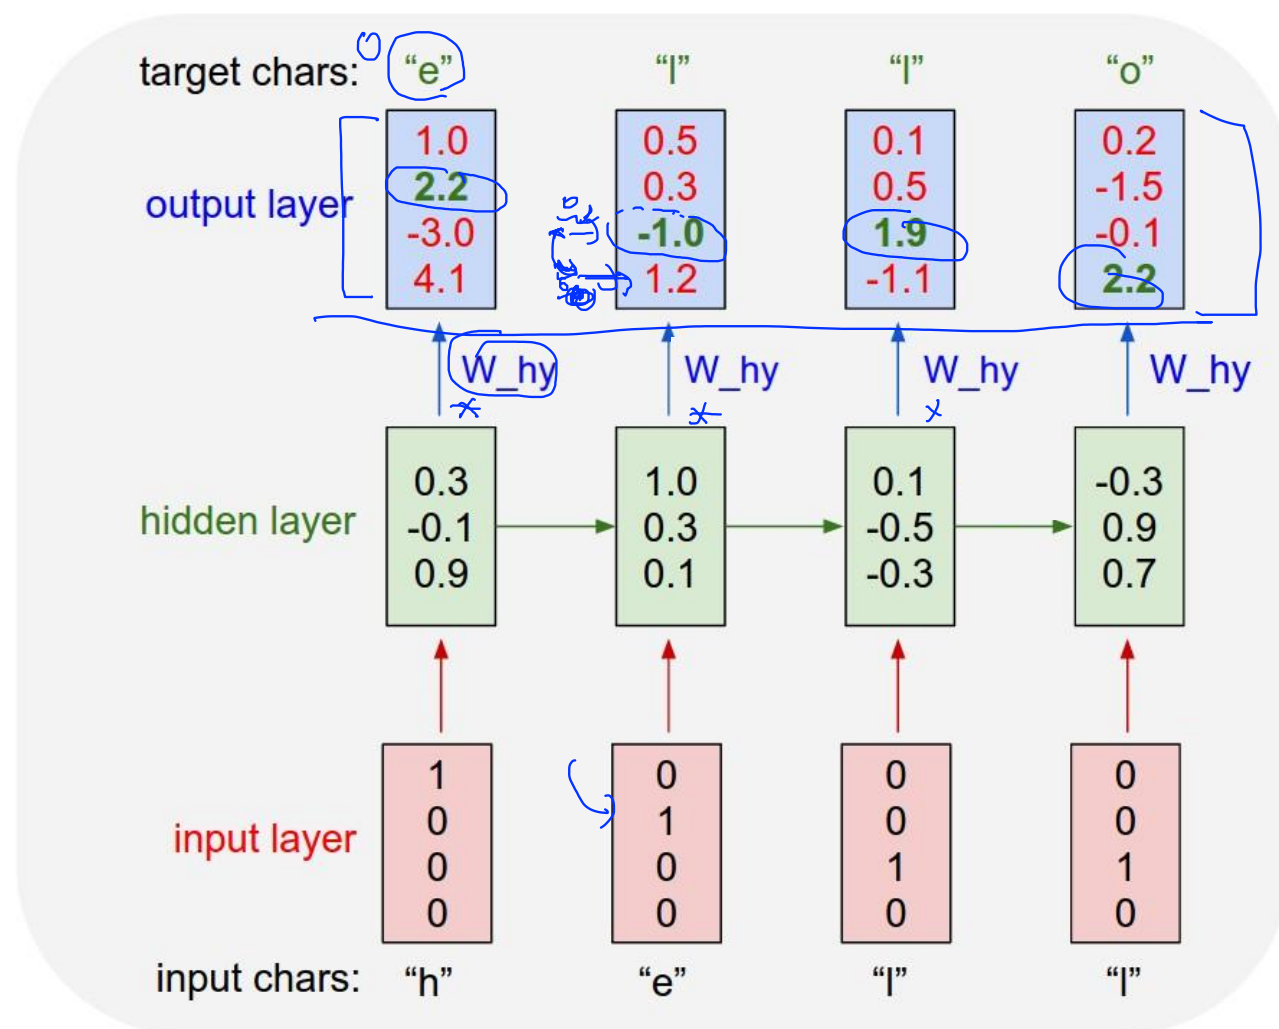 target chars: “e” “l” “l” “o”
1.0 0.5 0.1 0.2
2.2 0.3 0.5 -1.5
output layer
-3.0 -1.0 1.9 -0.1
4.1 1.2 -1.1 2.2
W_hy W_hy W_hy W_hy
0.3 1.0 0.1 -0.3
hidden layer -0.1 0.3 -0.5 0.9
0.9 0.1 -0.3 0.7
1 0 0 0
0 1 0 0
input layer
0 0 1 1
0 0 0 0
input chars: “h” “e” “l” “l”